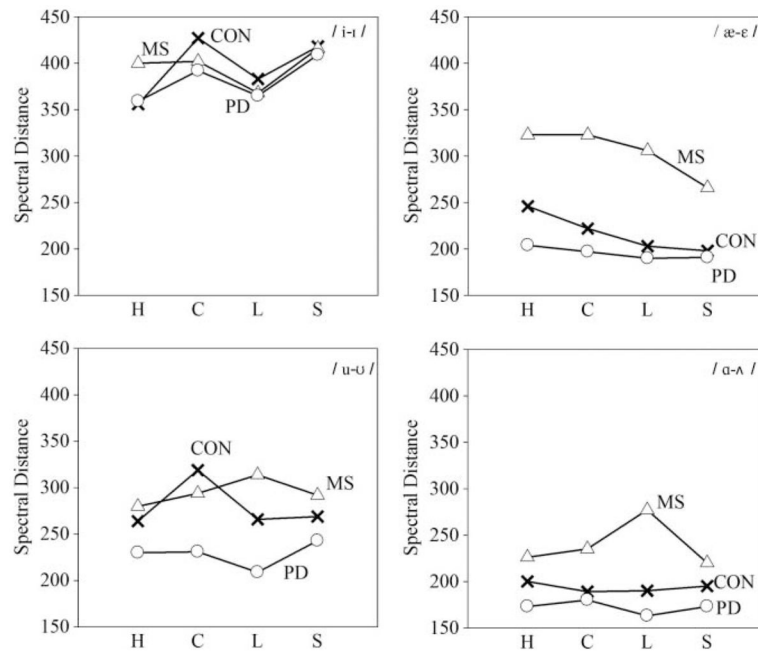 / i-ɪ /
450
400
350
300
250
200
150
Spectral Distance
MS
CON
PD
H C L S
/ æ-ɛ /
450
400
350
300
250
200
150
Spectral Distance
MS
CON
PD
H C L S
/ u-ʊ /
450
400
350
300
250
200
150
Spectral Distance
CON
MS
PD
H C L S
/ ɑ-ʌ /
450
400
350
300
250
200
150
Spectral Distance
MS
CON
PD
H C L S